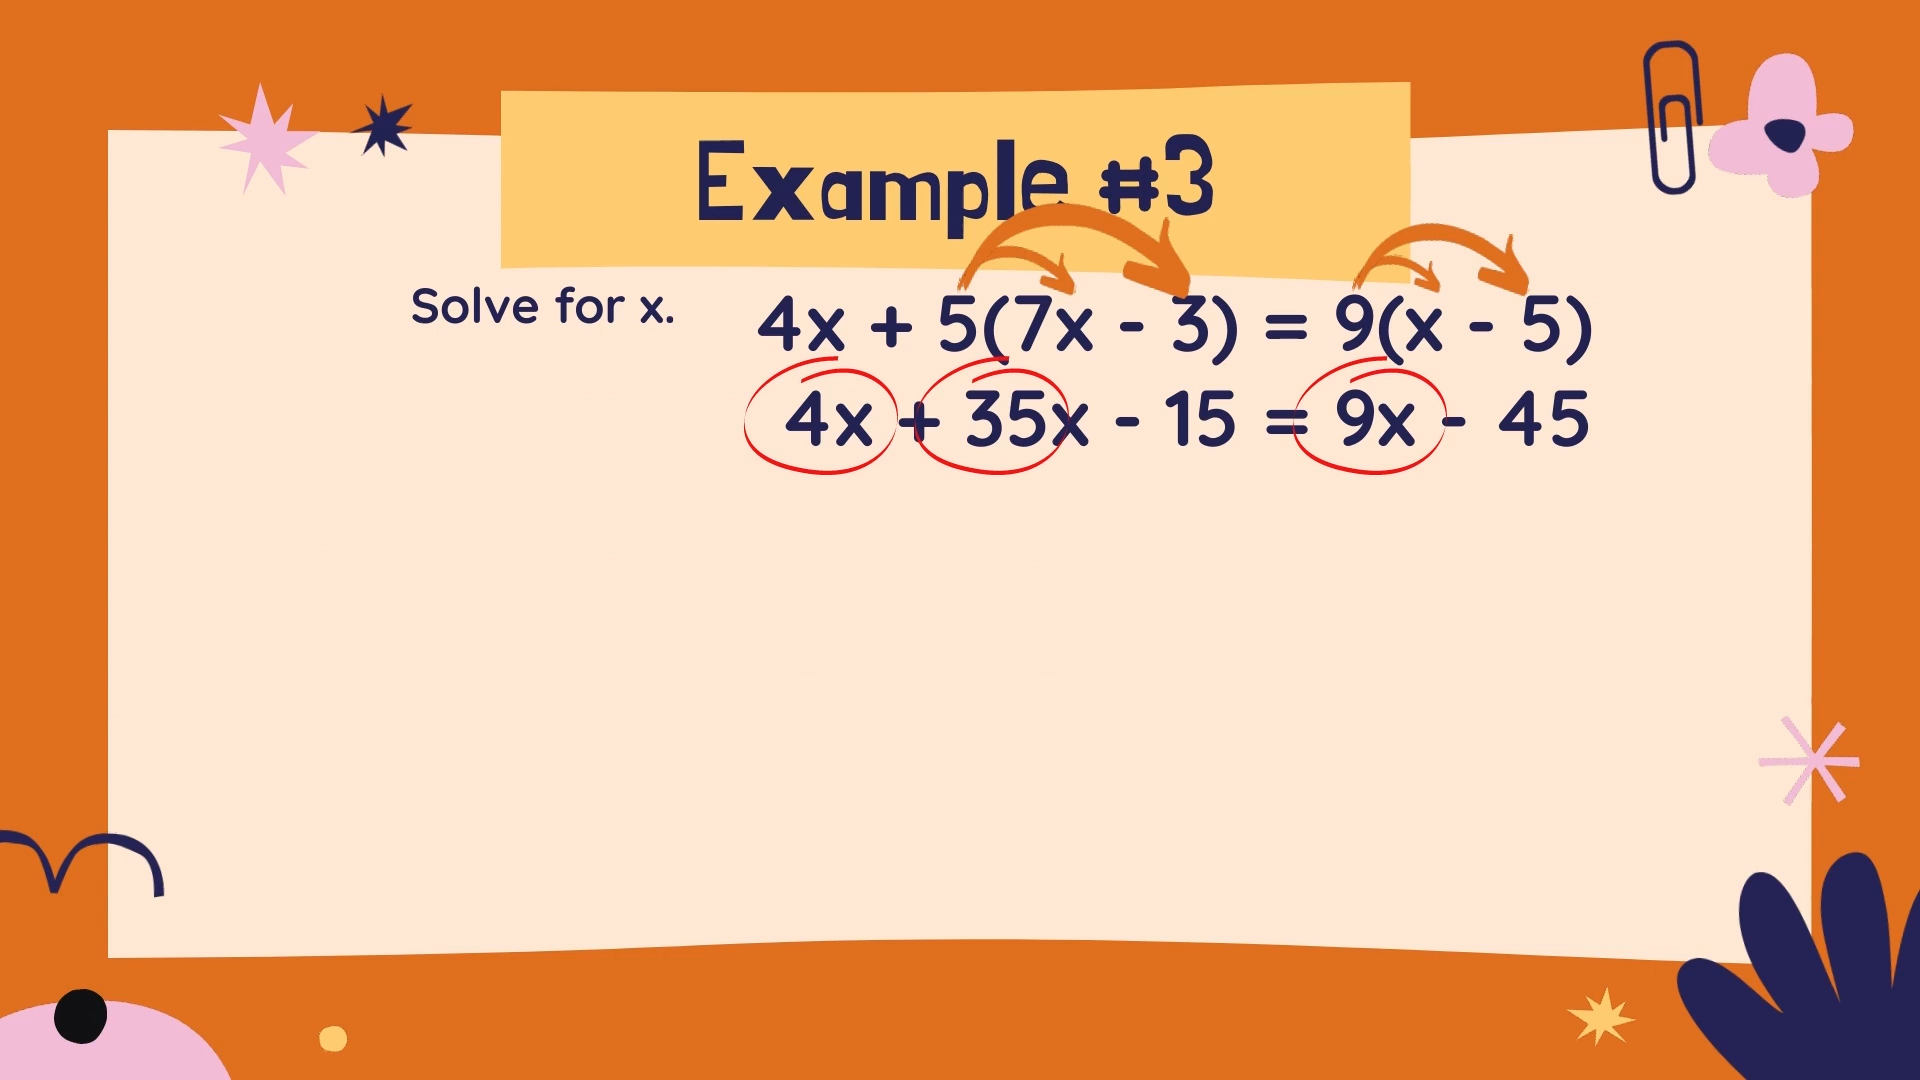 Example #3
Solve for x.
4x + 5(7x - 3) = 9(x - 5)
4x + 35x - 15 = 9x - 45